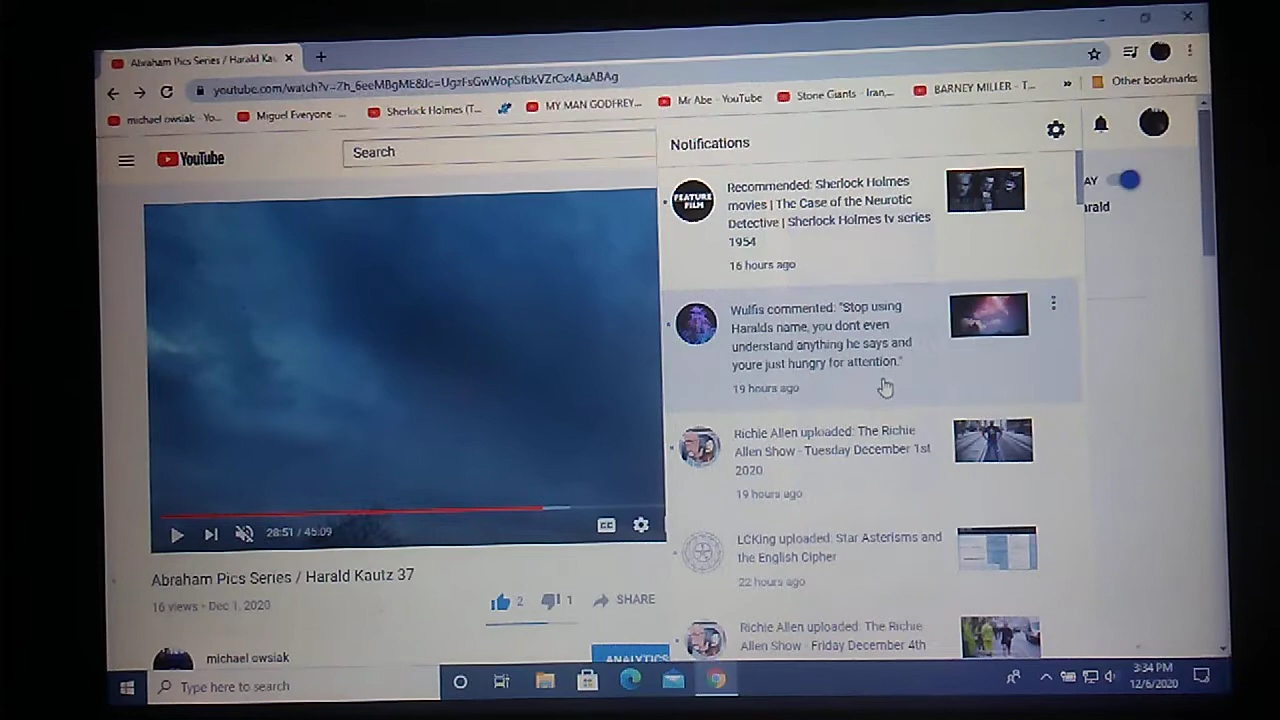 Abraham Pics Series / Harald Kau
youtube.com/watch?v=Zh_6eeMBgME&lc=UgzFsGwWopSfbkVZrCx4AaABAg
michael owsiak - Yo...
Miguel Everyone ...
Sherlock Holmes (T...
MY MAN GODFREY...
Mr Abe - YouTube
Stone Giants - Iran,...
BARNEY MILLER - T...
»
Other bookmarks
YouTube
Search
Notifications
AY
arald
FEATURE
FILM
Recommended: Sherlock Holmes
movies | The Case of the Neurotic
Detective | Sherlock Holmes tv series
1954
16 hours ago
Wulfis commented: "Stop using
Haralds name, you dont even
understand anything he says and
youre just hungry for attention."
19 hours ago
Richie Allen uploaded: The Richie
Allen Show - Tuesday December 1st
2020
19 hours ago
LCKing uploaded: Star Asterisms and
the English Cipher
22 hours ago
Richie Allen uploaded: The Richie
Allen Show - Friday December 4th
28:51 / 45:09
CC
Abraham Pics Series / Harald Kautz 37
16 views • Dec 1, 2020
2
1
SHARE
michael owsiak
ANALYTICS
Type here to search
3:34 PM
12/6/2020